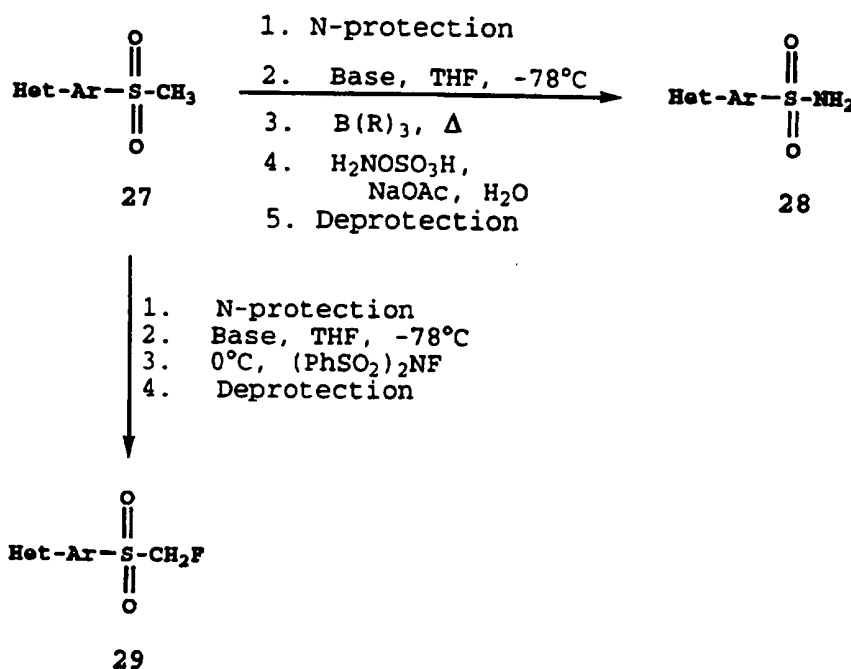 1. N-protection
2. Base, THF, -78°C
3. B(R)3, Δ
4. H2NOSO3H,
NaOAc, H2O
5. Deprotection
O
Het-Ar-S-CH3
O
27
O
Het-Ar-S-NH2
O
28
1. N-protection
2. Base, THF, -78°C
3. 0°C, (PhSO2)2NF
4. Deprotection
O
Het-Ar-S-CH2F
O
29